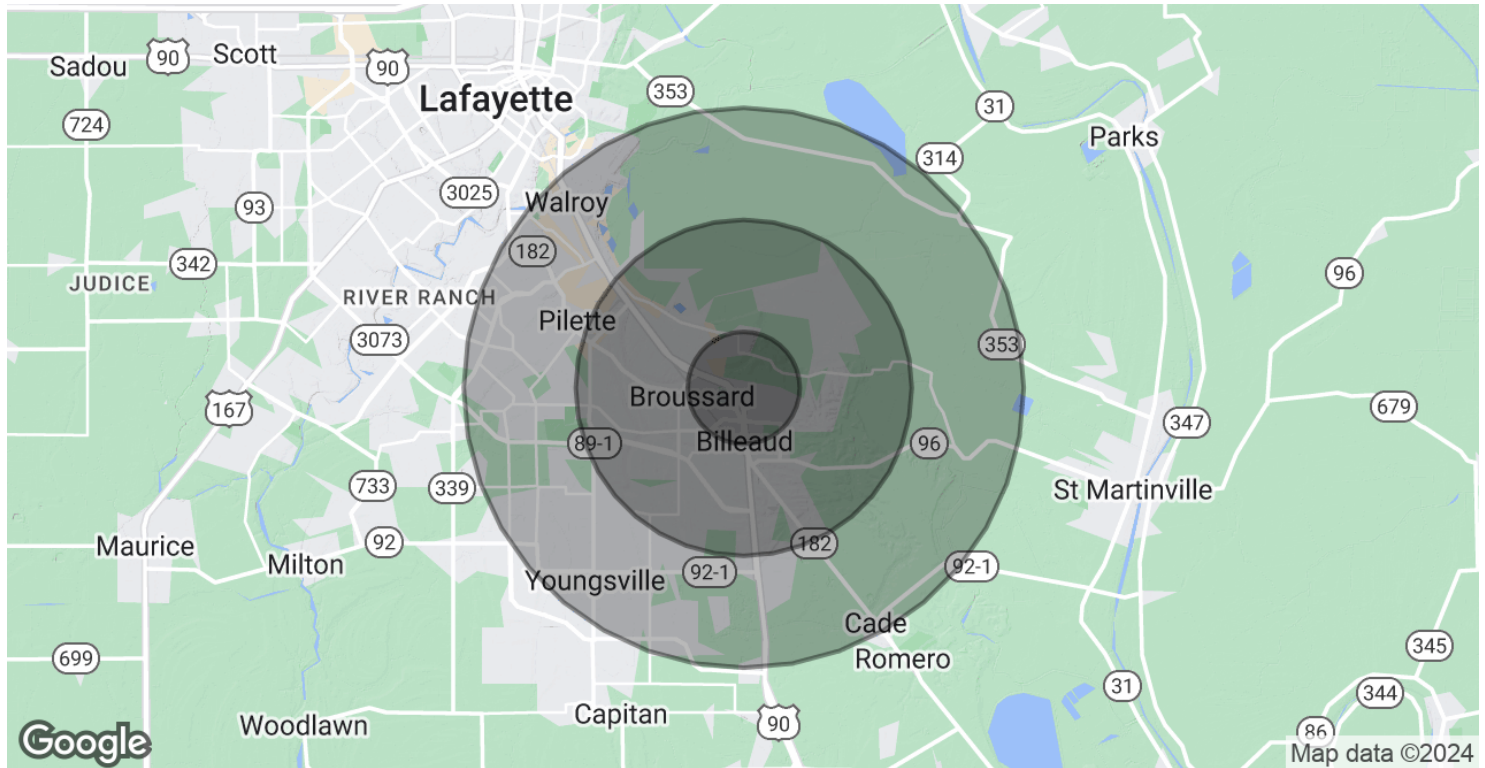 Sadou
90
Scott
90
Lafayette
353
31
724
Parks
314
3025
Walroy
93
182
342
96
JUDICE
RIVER RANCH
Pilette
3073
353
Broussard
167
679
347
89-1
Billeaud
96
733
339
St Martinville
Maurice
92
182
Milton
92-1
92-1
Youngsville
Cade
345
699
Romero
31
344
Capitan
90
Woodlawn
86
Google
Map data ©2024